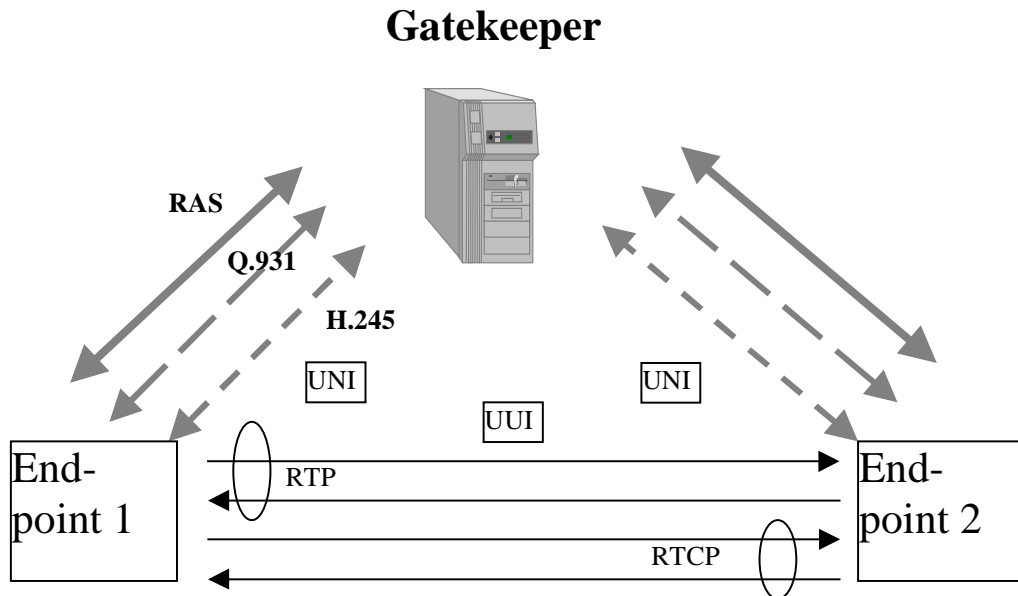 Gatekeeper
RAS
Q.931
H.245
UNI
UNI
UUI
End-
point 1
RTP
RTCP
End-
point 2